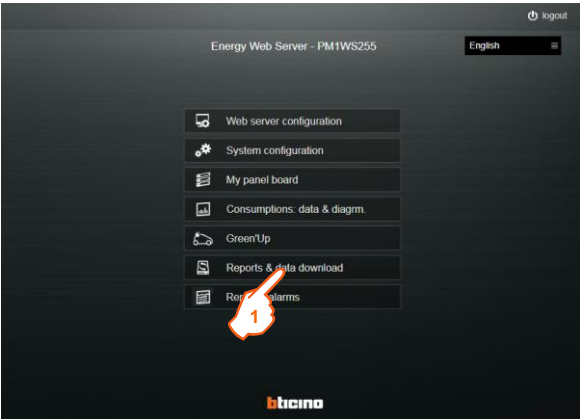 logout
Energy Web Server - PM1WS255
English
Web server configuration
System configuration
My panel board
Consumptions: data & diagrm.
Green'Up
Reports & data download
alarms
1
bticino